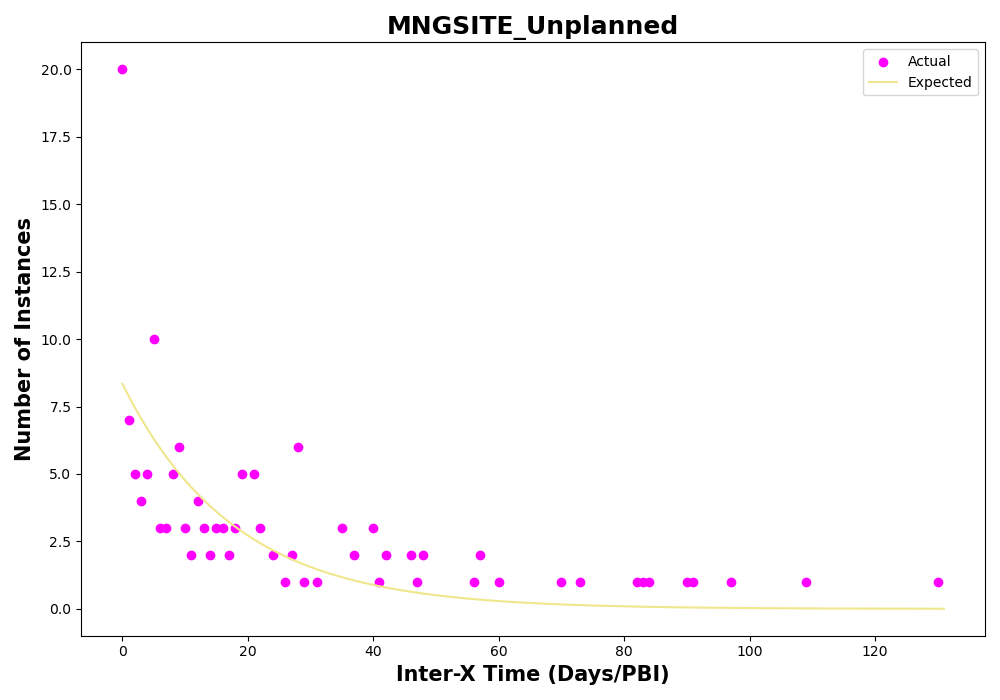 MNGSITE_Unplanned
Actual
Expected
Number of Instances
20.0
17.5
15.0
12.5
10.0
7.5
5.0
2.5
0.0
0 20 40 60 80 100 120
Inter-X Time (Days/PBI)